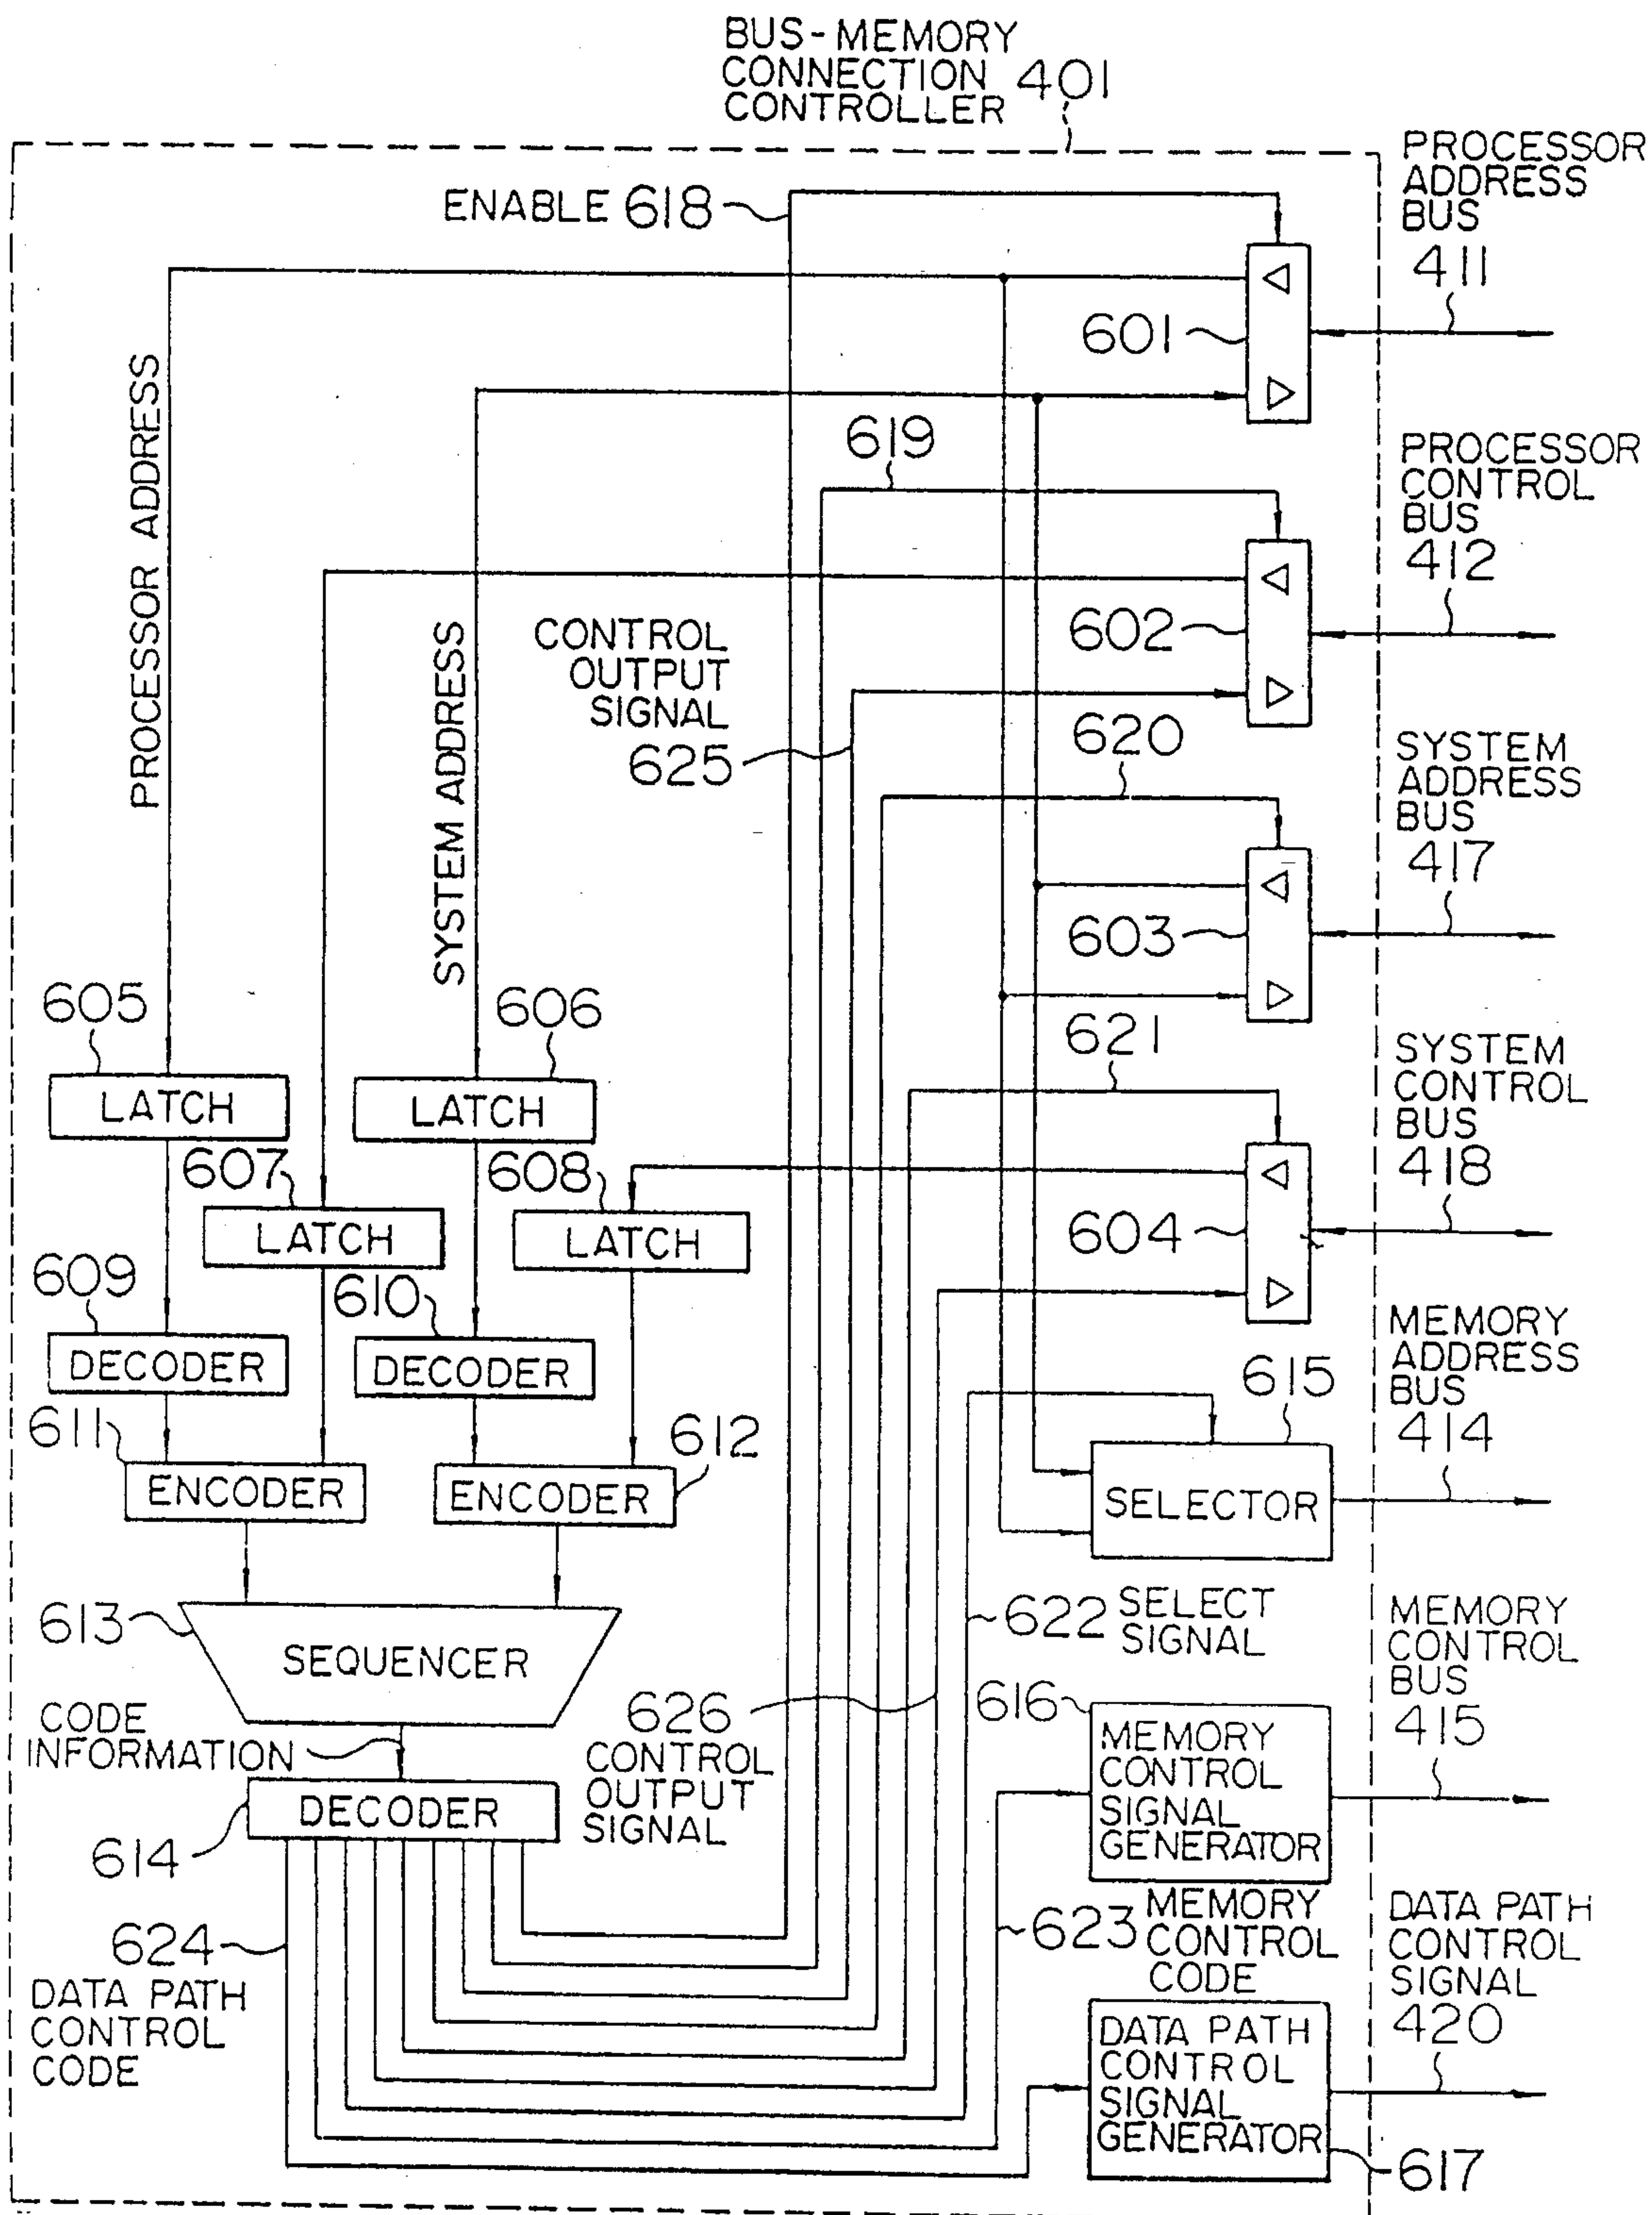 BUS-MEMORY
CONNECTION 401
CONTROLLER
PROCESSOR
ADDRESS
BUS
411
ENABLE 618
601
PROCESSOR ADDRESS
619
PROCESSOR
CONTROL
BUS
412
602
SYSTEM ADDRESS
CONTROL
OUTPUT
SIGNAL
625
620
SYSTEM
ADDRESS
BUS
417
603
605
606
621
SYSTEM
CONTROL
BUS
418
LATCH
LATCH
607
608
LATCH
LATCH
604
609
610
DECODER
DECODER
MEMORY
ADDRESS
BUS
414
615
611
612
ENCODER
ENCODER
SELECTOR
613
SEQUENCER
622 SELECT
SIGNAL
MEMORY
CONTROL
BUS
415
CODE
INFORMATION
626
CONTROL
OUTPUT
SIGNAL
616
MEMORY
CONTROL
SIGNAL
GENERATOR
DECODER
614
624
DATA PATH
CONTROL
CODE
623 MEMORY
CONTROL
CODE
DATA PATH
CONTROL
SIGNAL
420
DATA PATH
CONTROL
SIGNAL
GENERATOR
617